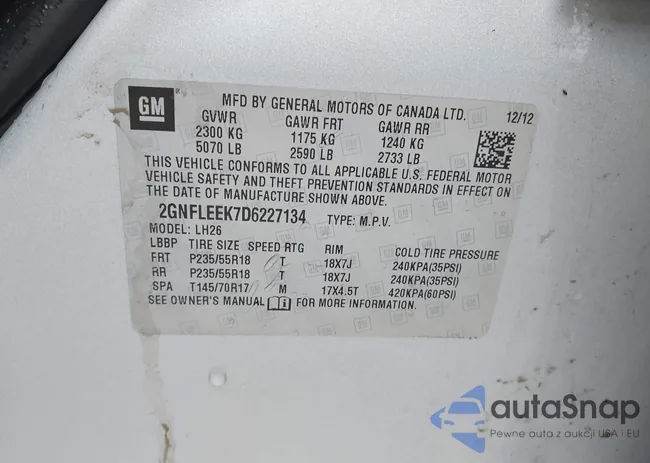 GM
MFD BY GENERAL MOTORS OF CANADA LTD.
12/12
GVWR GAWR FRT GAWR RR
2300 KG 1175 KG 1240 KG
5070 LB 2590 LB 2733 LB
THIS VEHICLE CONFORMS TO ALL APPLICABLE U.S. FEDERAL MOTOR
VEHICLE SAFETY AND THEFT PREVENTION STANDARDS IN EFFECT ON
THE DATE OF MANUFACTURE SHOWN ABOVE.
2GNFLEEK7D6227134 TYPE: M.P.V.
MODEL: LH26
LBBP TIRE SIZE SPEED RTG RIM COLD TIRE PRESSURE
FRT P235/55R18 T 18X7J 240KPA(35PSI)
RR P235/55R18 T 18X7J 240KPA(35PSI)
SPA T145/70R17 M 17X4.5T 420KPA(60PSI)
SEE OWNER'S MANUAL FOR MORE INFORMATION.
autoSnap
Pewne auta z aukcji USA i EU